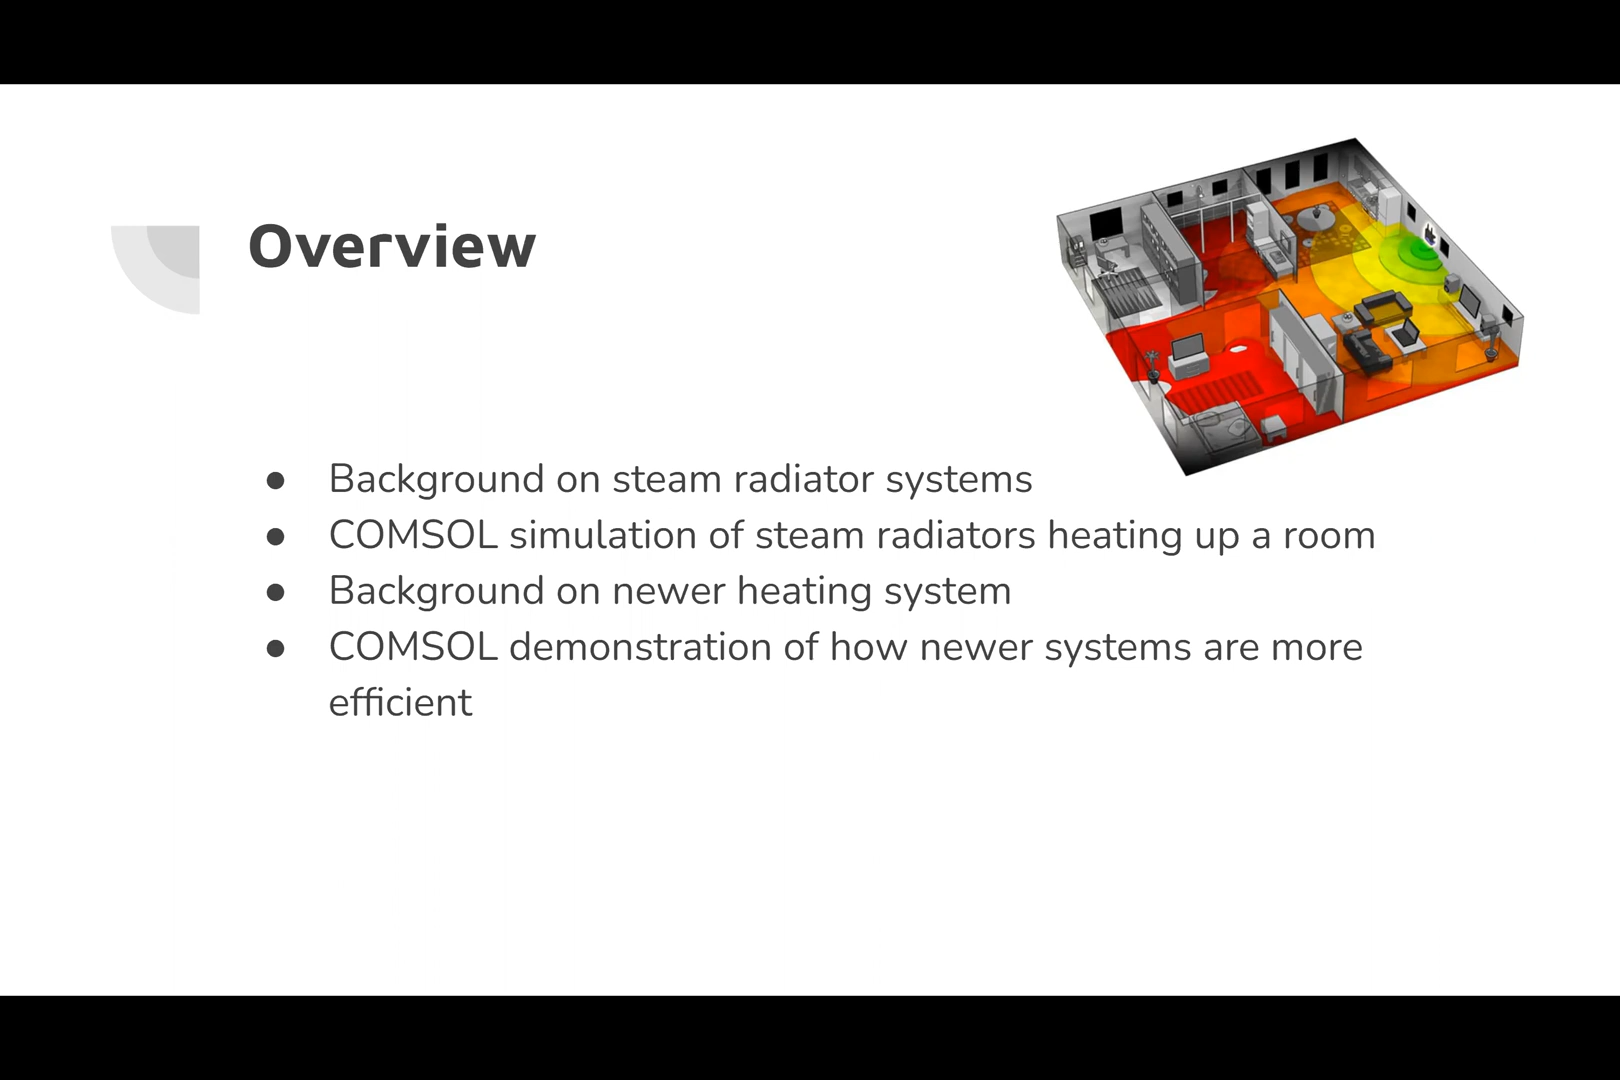 Overview
● Background on steam radiator systems
● COMSOL simulation of steam radiators heating up a room
● Background on newer heating system
● COMSOL demonstration of how newer systems are more
efficient